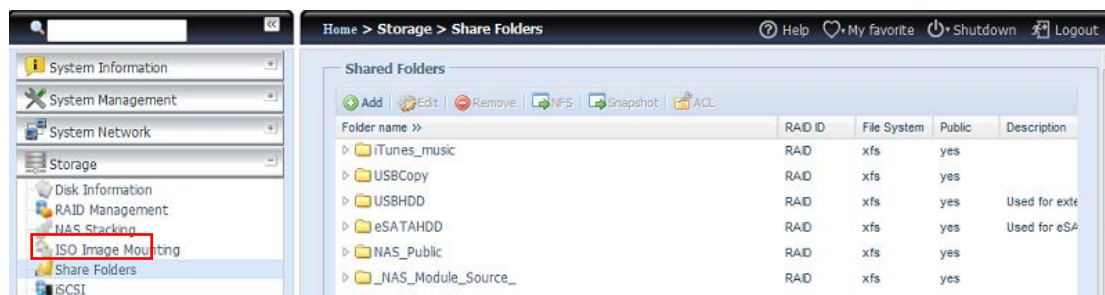 Home > Storage > Share Folders Help My favorite Shutdown Logout
System Information
System Management
System Network
Storage
Disk Information
RAID Management
NAS Stacking
ISO Image Mounting
Share Folders
iSCSI
Shared Folders
Add Edit Remove NFS Snapshot ACL
Folder name » RAID ID File System Public Description
iTunes_music RAID xfs yes
USBCopy RAID xfs yes
USBHDD RAID xfs yes Used for exte
eSATAHDD RAID xfs yes Used for eSA
NAS_Public RAID xfs yes
_NAS_Module_Source_ RAID xfs yes